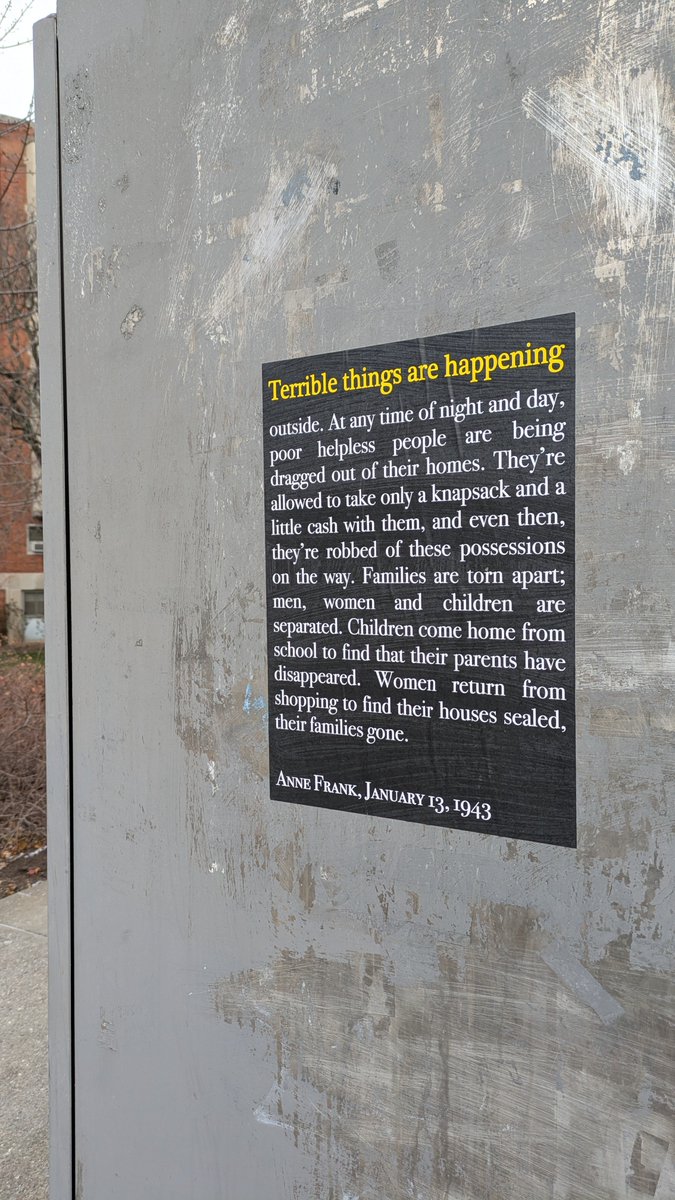 Terrible things are happening
outside. At any time of night and day,
poor helpless people are being
dragged out of their homes. They're
allowed to take only a knapsack and a
little cash with them, and even then,
they're robbed of these possessions
on the way. Families are torn apart;
men, women and children are
separated. Children come home from
school to find that their parents have
disappeared. Women return from
shopping to find their houses sealed,
their families gone.
Anne Frank, January 13, 1943